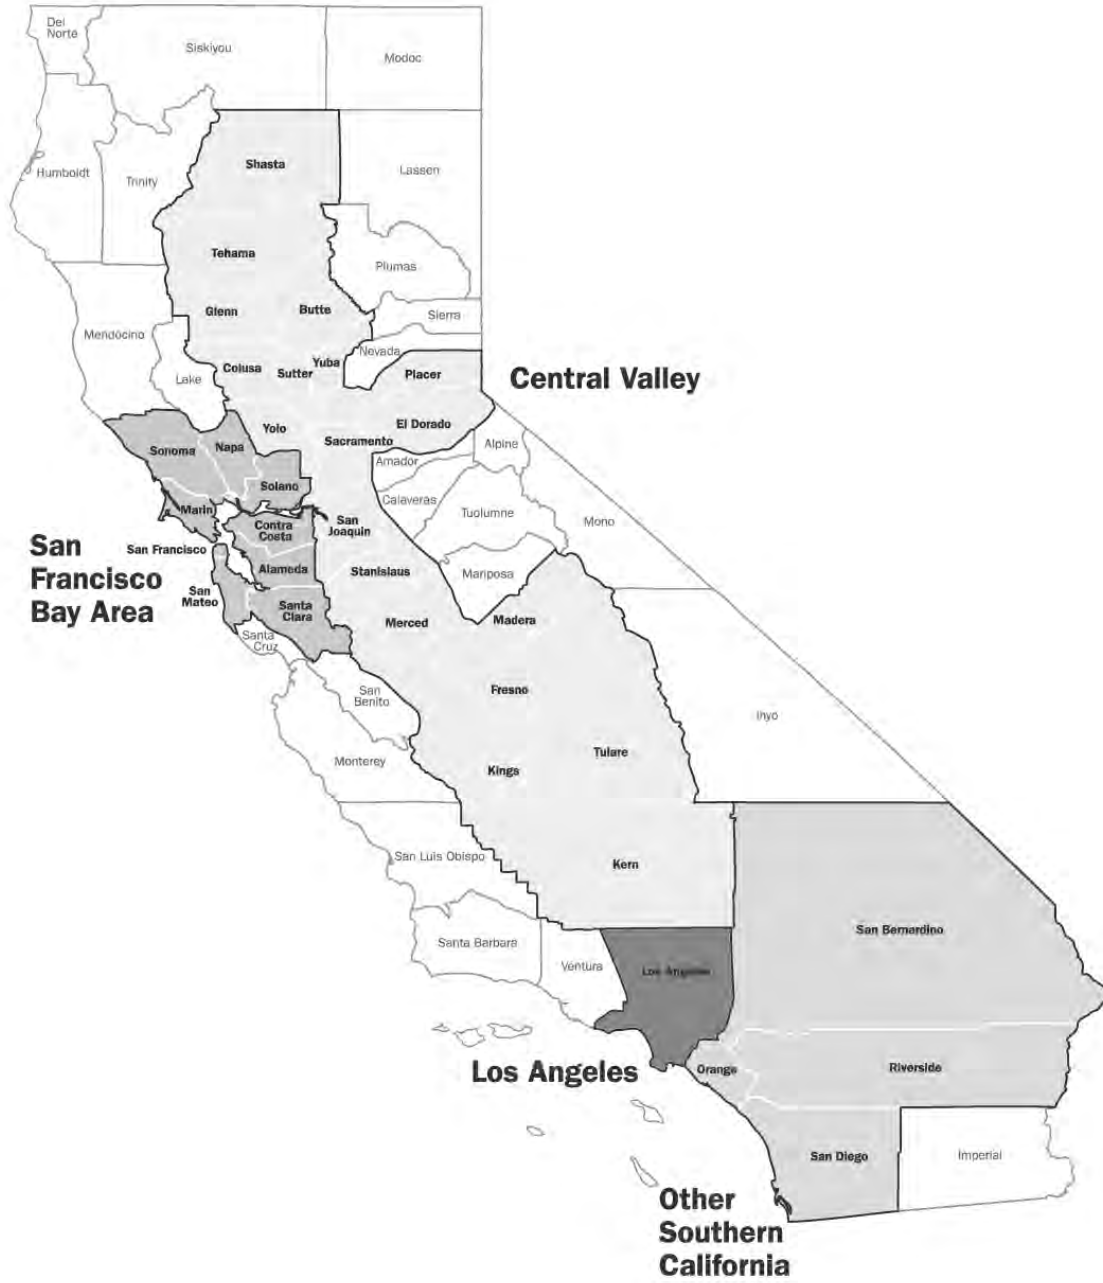 Del
Norte
Siskiyou
Modoc
Shasta
Lassen
Humboldt
Trinity
Tehama
Plumas
Glenn
Butte
Sierra
Mendocino
Nevada
Yuba
Colusa
Sutter
Lake
Placer
Central Valley
El Dorado
Yolo
Sacramento
Alpine
Sonoma
Napa
Amador
Solano
Calaveras
Marin
Tuolumne
Mono
Contra
Costa
San
Joaquin
San Francisco
San
Francisco
Bay Area
Alameda
Stanislaus
Mariposa
San
Mateo
Santa
Clara
Merced
Madera
Santa
Cruz
San
Benito
Fresno
Inyo
Tulare
Monterey
Kings
San Luis Obispo
Kern
San Bernardino
Santa Barbara
Ventura
Los Angeles
Los Angeles
Orange
Riverside
San Diego
Imperial
Other
Southern
California